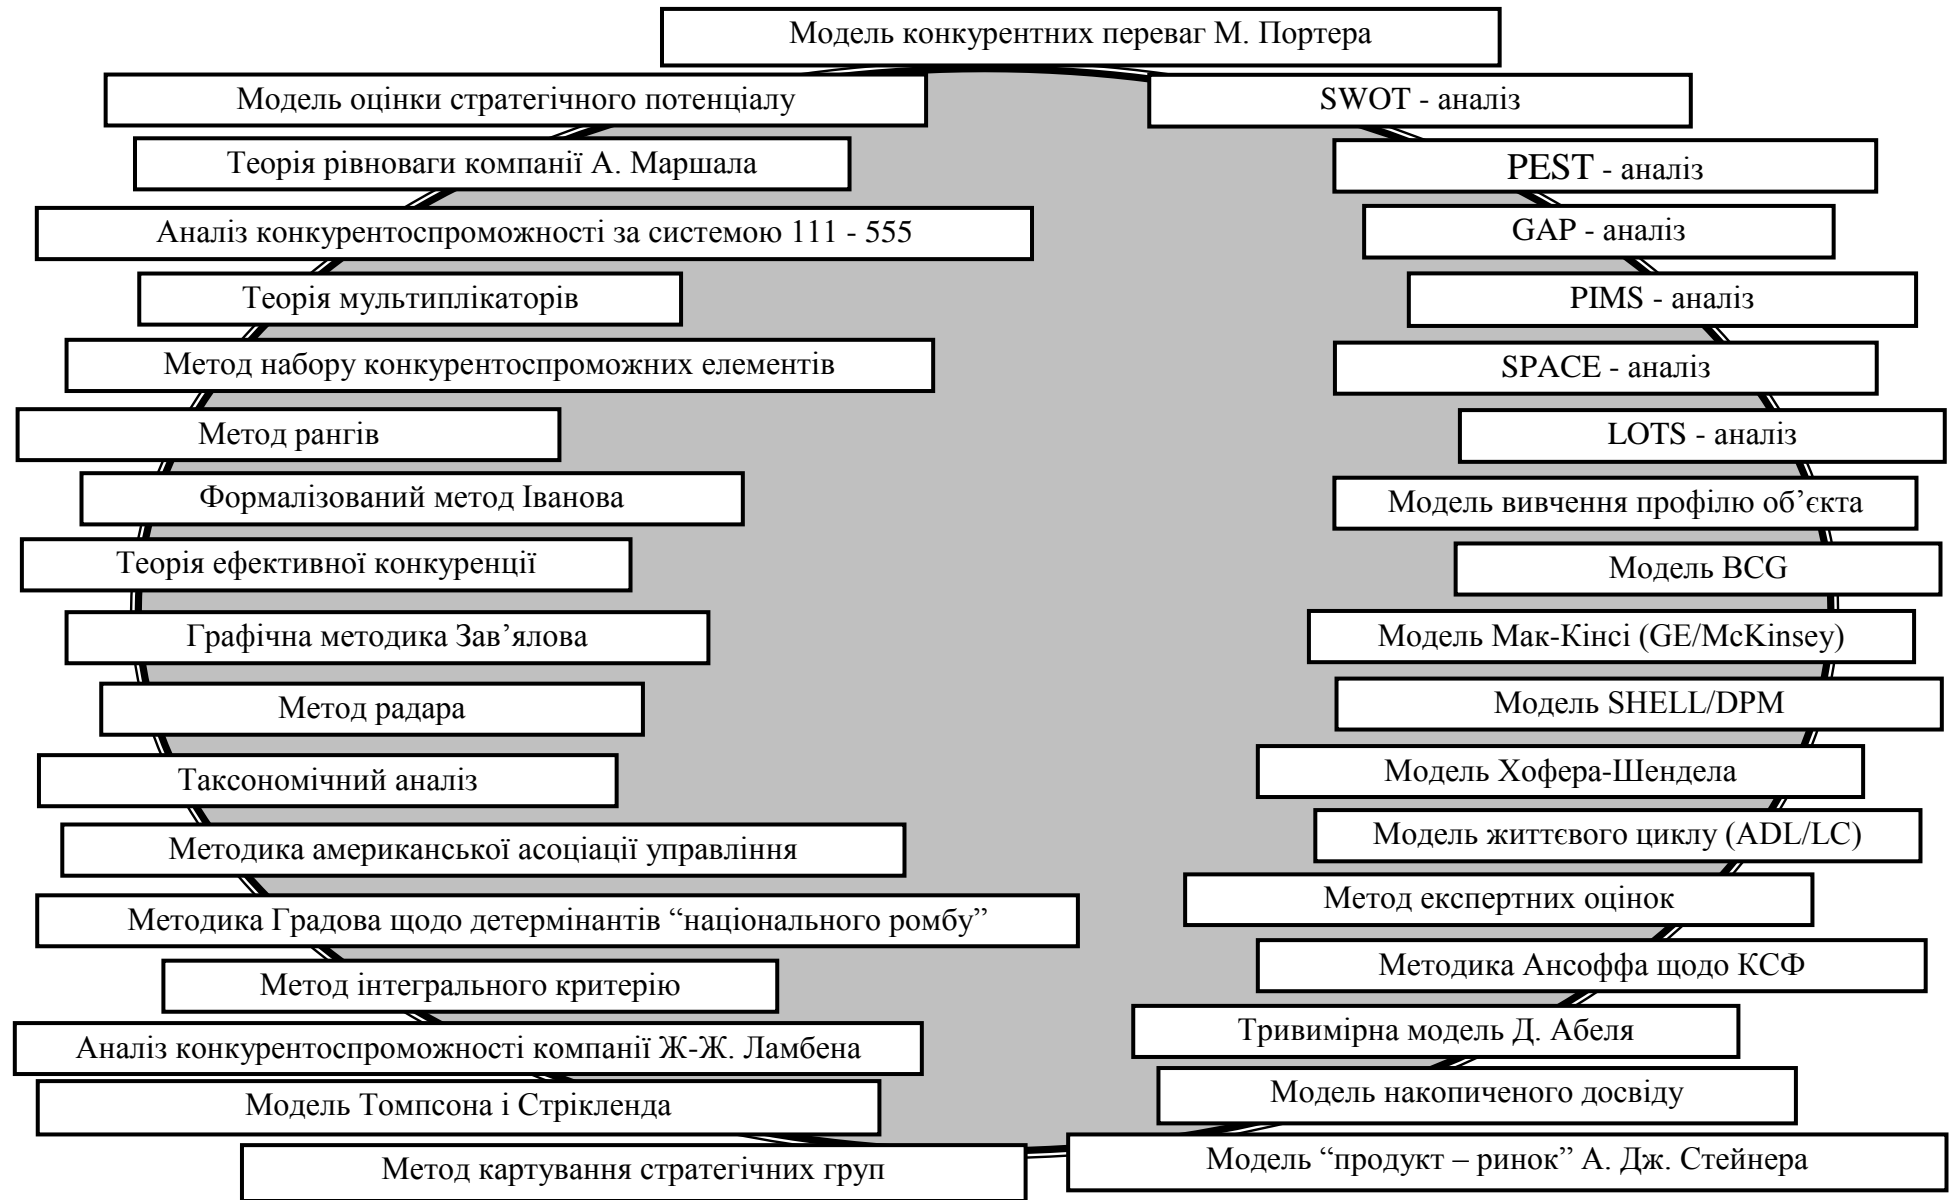 Модель конкурентних переваг М. Портера
Модель оцінки стратегічного потенціалу
SWOT - аналіз
Теорія рівноваги компанії А. Маршала
PEST - аналіз
Аналіз конкурентоспроможності за системою 111 - 555
GAP - аналіз
Теорія мультиплікаторів
PIMS - аналіз
Метод набору конкурентоспроможних елементів
SPACE - аналіз
Метод рангів
LOTS - аналіз
Формалізований метод Іванова
Модель вивчення профілю об’єкта
Теорія ефективної конкуренції
Модель BCG
Графічна методика Зав’ялова
Модель Мак-Кінсі (GE/McKinsey)
Метод радара
Модель SHELL/DPM
Таксономічний аналіз
Модель Хофера-Шендела
Методика американської асоціації управління
Модель життєвого циклу (ADL/LC)
Методика Градова щодо детермінантів “національного ромбу”
Метод експертних оцінок
Метод інтегрального критерію
Методика Ансоффа щодо КСФ
Аналіз конкурентоспроможності компанії Ж-Ж. Ламбена
Тривимірна модель Д. Абеля
Модель Томпсона і Стрікленда
Модель накопиченого досвіду
Метод картування стратегічних груп
Модель “продукт – ринок” А. Дж. Стейнера